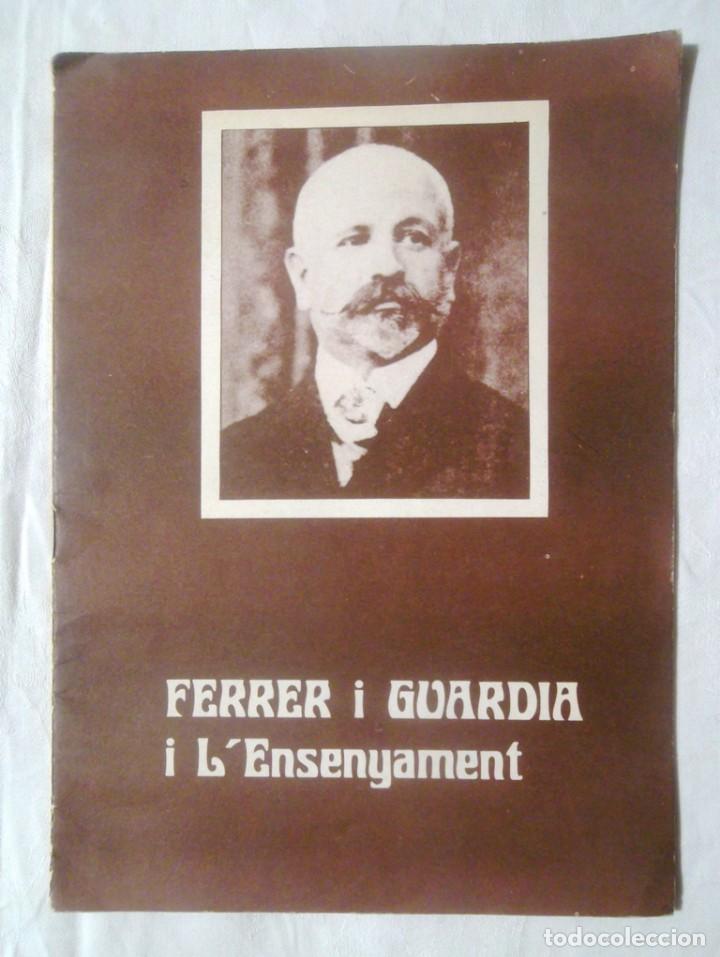 FERRER i GUARDIA
i L´Ensenyament
todocoleccion